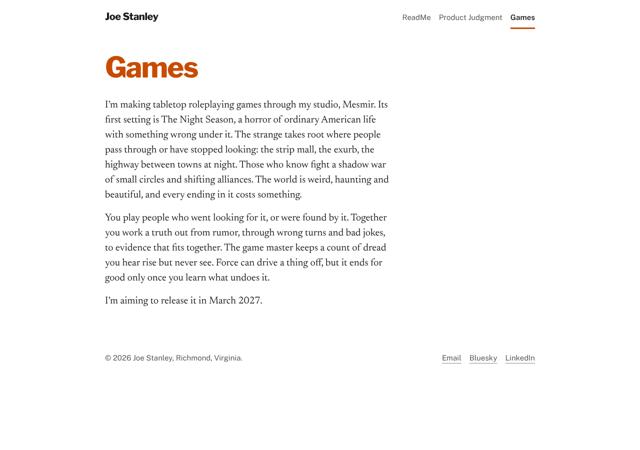 Joe Stanley
ReadMe Product Judgment Games
Games
I'm making tabletop roleplaying games through my studio, Mesmir. Its
first setting is The Night Season, a horror of ordinary American life
with something wrong under it. The strange takes root where people
pass through or have stopped looking: the strip mall, the exurb, the
highway between towns at night. Those who know fight a shadow war
of small circles and shifting alliances. The world is weird, haunting and
beautiful, and every ending in it costs something.
You play people who went looking for it, or were found by it. Together
you work a truth out from rumor, through wrong turns and bad jokes,
to evidence that fits together. The game master keeps a count of dread
you hear rise but never see. Force can drive a thing off, but it ends for
good only once you learn what undoes it.
I'm aiming to release it in March 2027.
© 2026 Joe Stanley, Richmond, Virginia.
Email Bluesky LinkedIn